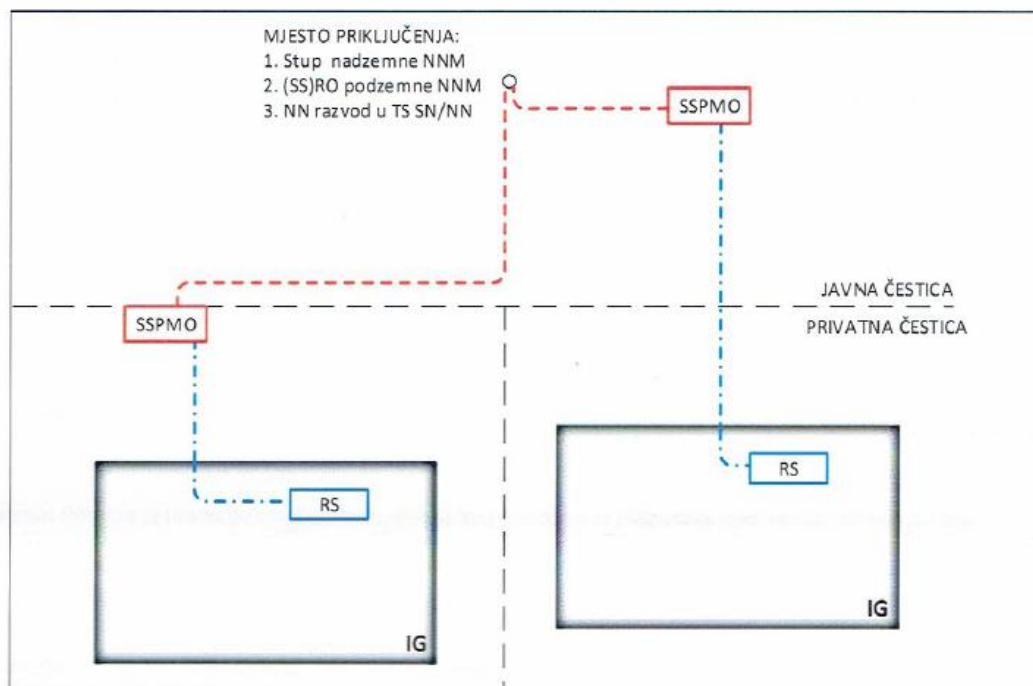 MJESTO PRIKLJUČENJA:
1. Stup nadzemne NNM
2. (SS)RO podzemne NNM
3. NN razvod u TS SN/NN
SSPMO
JAVNA ČESTICA
SSPMO
PRIVATNA ČESTICA
RS
RS
IG
IG